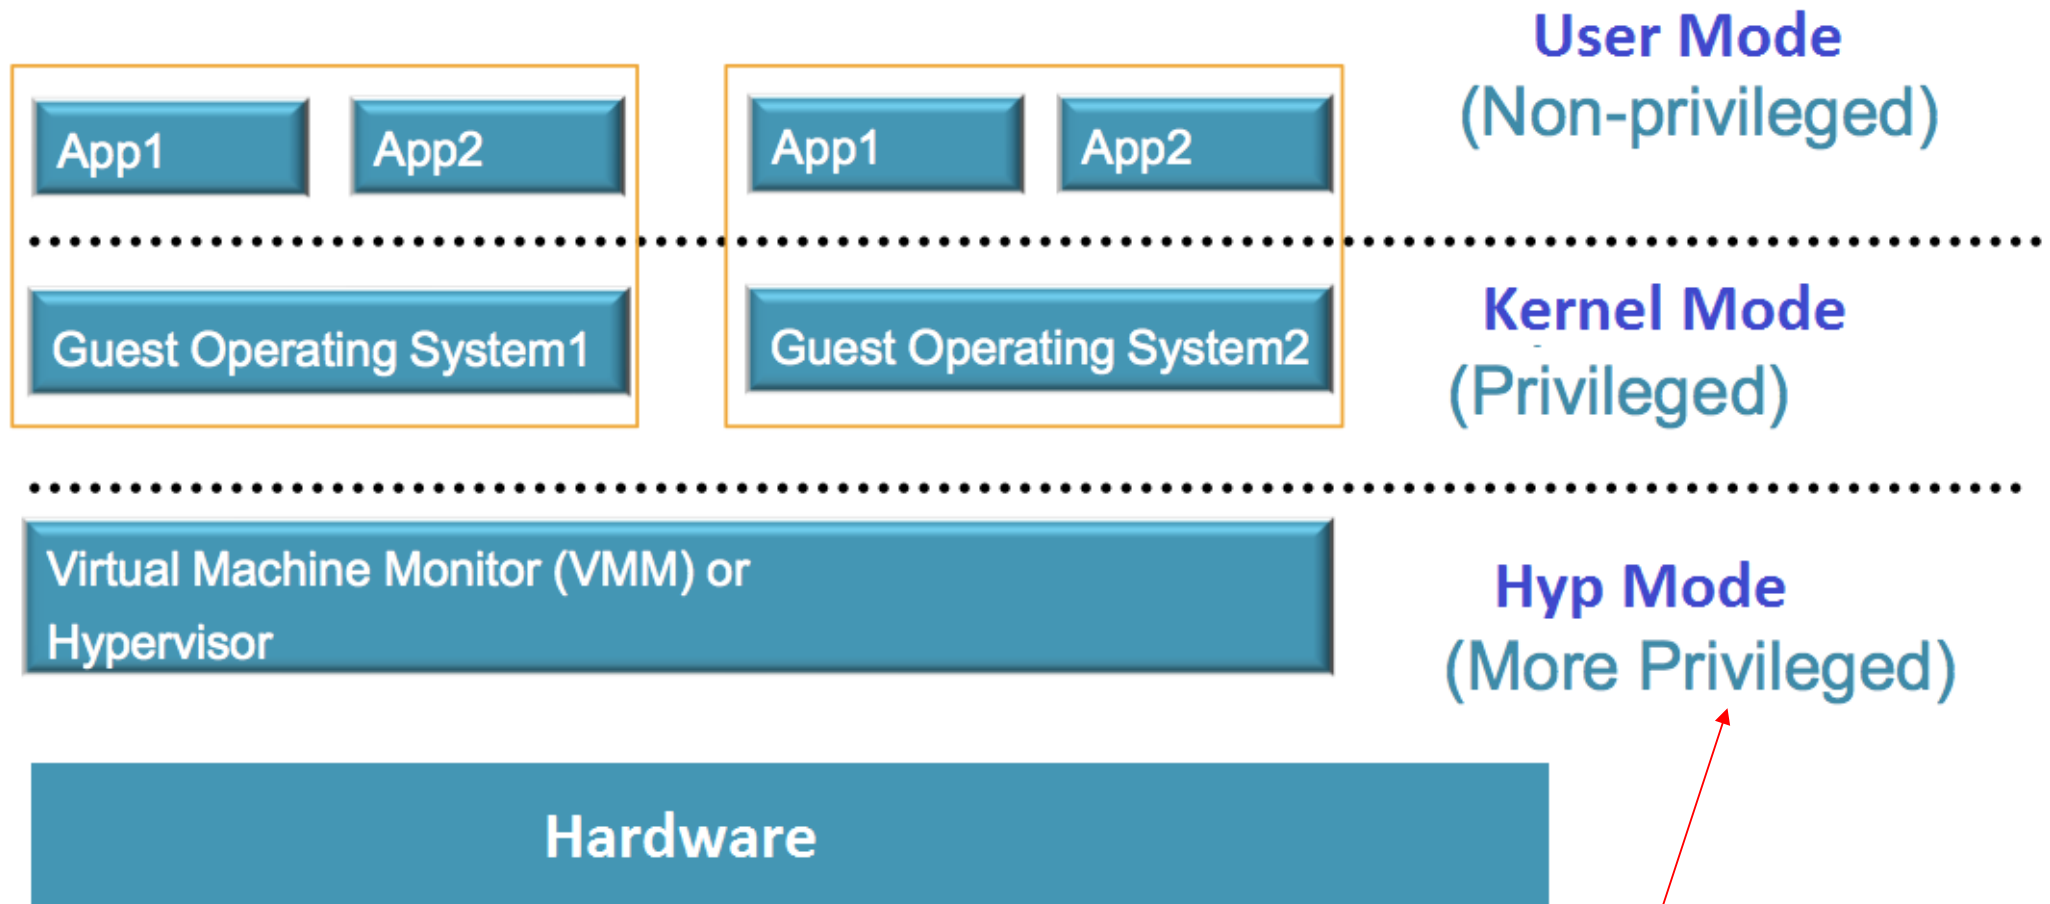 User Mode
(Non-privileged)
App1
App2
App1
App2
Kernel Mode
(Privileged)
Guest Operating System1
Guest Operating System2
Virtual Machine Monitor (VMM) or
Hypervisor
Hyp Mode
(More Privileged)
Hardware